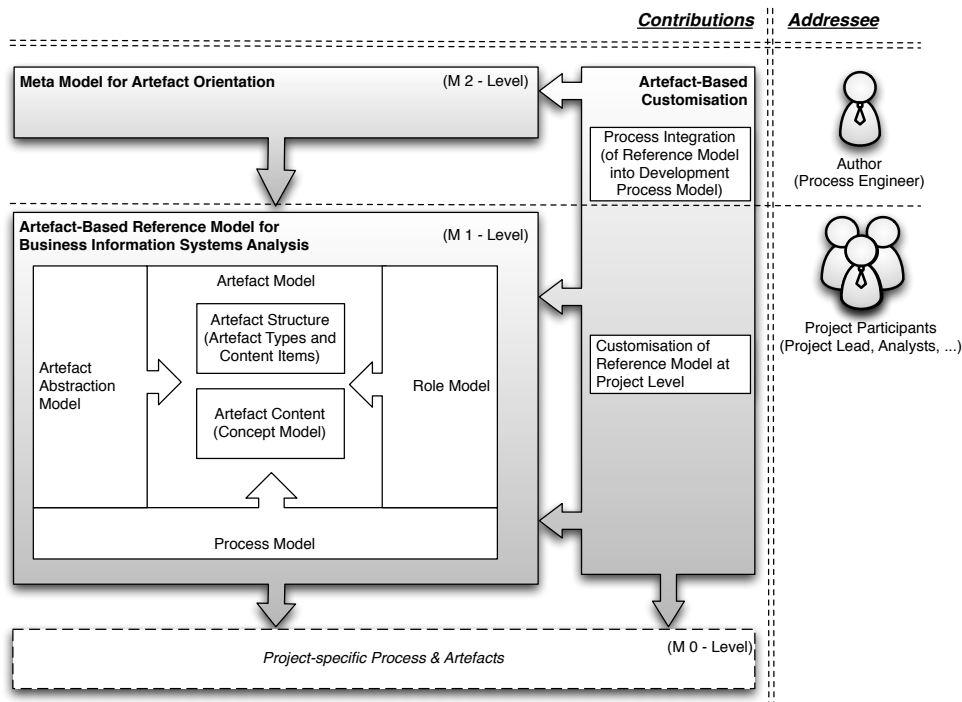 Contributions
Addressee
Meta Model for Artefact Orientation
(M 2 - Level)
Artefact-Based
Customisation
Process Integration
(of Reference Model
into Development
Process Model)
Author
(Process Engineer)
Artefact-Based Reference Model for
Business Information Systems Analysis
(M 1 - Level)
Artefact Model
Artefact Structure
(Artefact Types and
Content Items)
Artefact
Abstraction
Model
Role Model
Artefact Content
(Concept Model)
Process Model
Customisation of
Reference Model at
Project Level
Project Participants
(Project Lead, Analysts, ...)
Project-specific Process & Artefacts
(M 0 - Level)